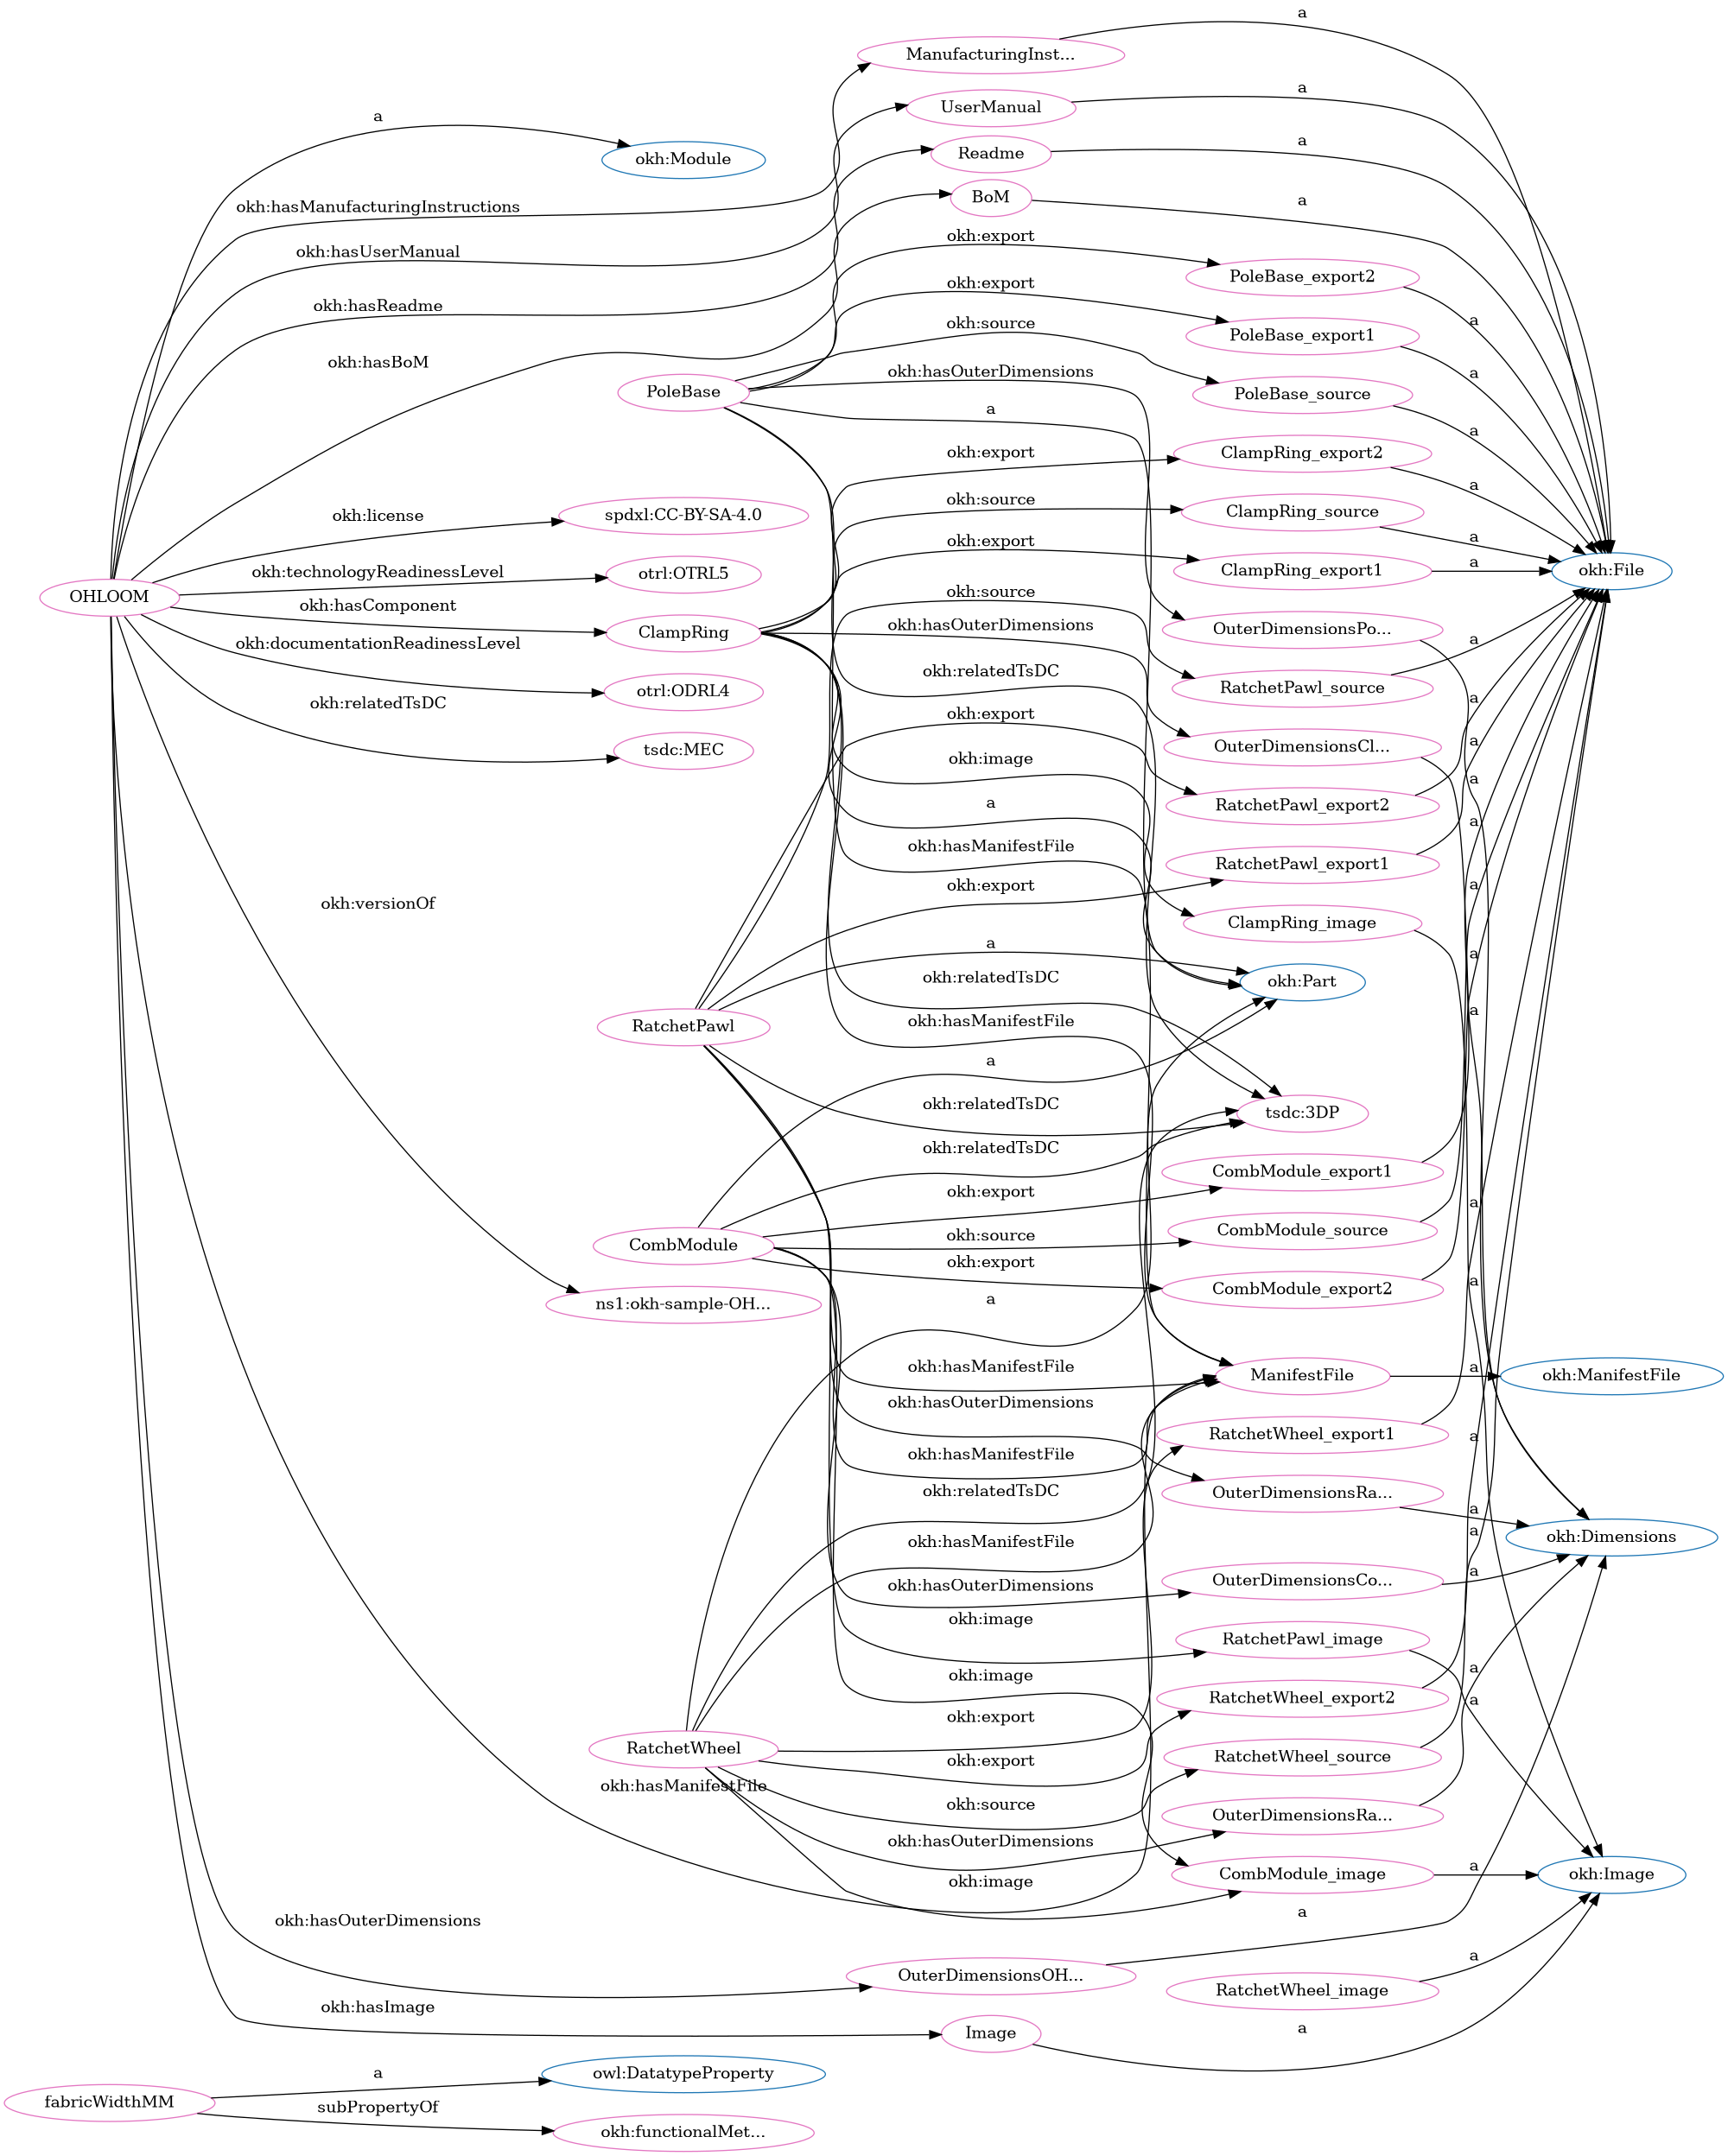 a
ManufacturingInst...
a
UserManual
a
okh:Module
Readme
a
okh:hasManufacturingInstructions
BoM
a
okh:hasUserManual
okh:export
PoleBase_export2
okh:hasReadme
okh:export
PoleBase_export1
a
okh:source
okh:hasBoM
okh:hasOuterDimensions
a
PoleBase
PoleBase_source
a
a
okh:export
ClampRing_export2
a
okh:license
spdxl:CC-BY-SA-4.0
okh:source
ClampRing_source
a
okh:technologyReadinessLevel
otrl:OTRL5
okh:export
ClampRing_export1
a
okh:File
OHLOOM
okh:hasComponent
okh:source
ClampRing
okh:hasOuterDimensions
OuterDimensionsPo...
a
okh:documentationReadinessLevel
otrl:ODRL4
okh:relatedTsDC
RatchetPawl_source
a
okh:relatedTsDC
tsdc:MEC
okh:export
OuterDimensionsCl...
a
okh:image
a
RatchetPawl_export2
a
a
okh:hasManifestFile
RatchetPawl_export1
okh:versionOf
okh:export
a
ClampRing_image
a
a
okh:relatedTsDC
okh:Part
RatchetPawl
okh:hasManifestFile
a
a
okh:relatedTsDC
tsdc:3DP
okh:relatedTsDC
CombModule_export1
okh:export
a
CombModule
okh:source
CombModule_source
okh:export
CombModule_export2
a
ns1:okh-sample-OH...
a
okh:hasManifestFile
ManifestFile
a
okh:ManifestFile
okh:hasOuterDimensions
RatchetWheel_export1
a
okh:hasManifestFile
okh:relatedTsDC
OuterDimensionsRa...
a
okh:Dimensions
okh:hasManifestFile
a
okh:hasOuterDimensions
OuterDimensionsCo...
a
okh:image
RatchetPawl_image
a
okh:image
RatchetWheel_export2
a
okh:export
RatchetWheel
okh:export
RatchetWheel_source
okh:hasManifestFile
okh:source
OuterDimensionsRa...
okh:hasOuterDimensions
okh:image
CombModule_image
a
okh:Image
okh:hasOuterDimensions
a
OuterDimensionsOH...
a
RatchetWheel_image
okh:hasImage
Image
a
a
owl:DatatypeProperty
fabricWidthMM
subPropertyOf
okh:functionalMet...